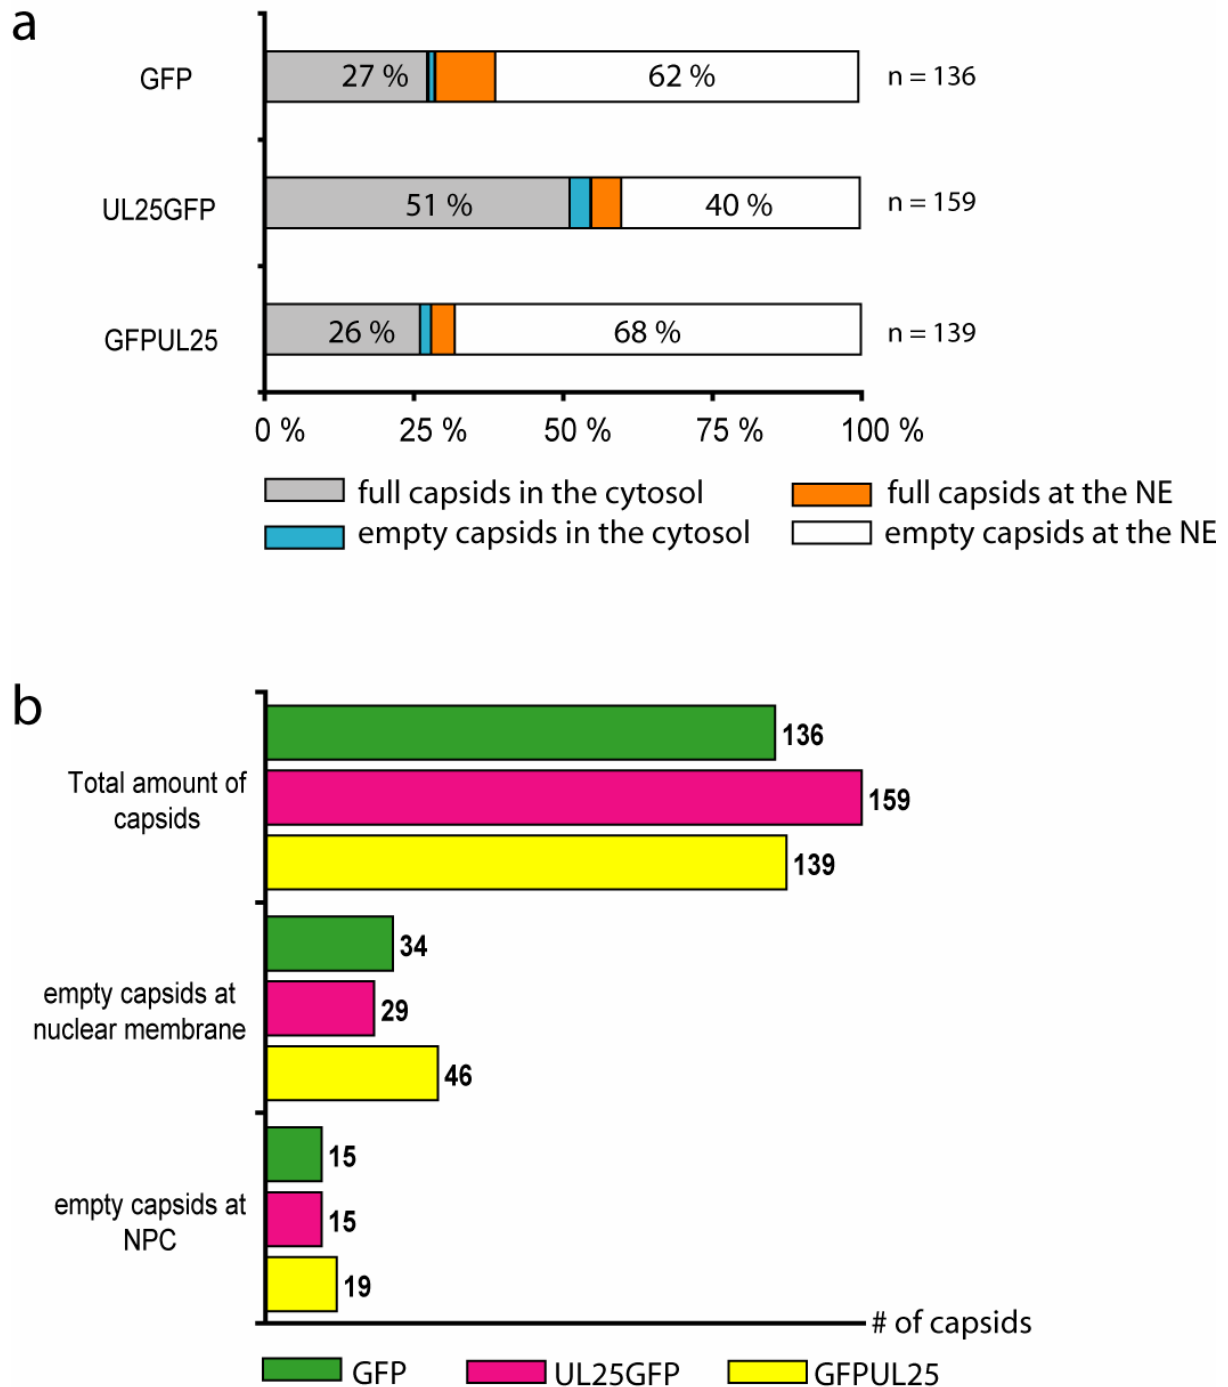 a
GFP
27 %
62 %
n = 136
UL25GFP
51 %
40 %
n = 159
GFPUL25
26 %
68 %
n = 139
0 %
25 %
50 %
75 %
100 %
full capsids in the cytosol
full capsids at the NE
empty capsids in the cytosol
empty capsids at the NE
b
Total amount of
capsids
136
159
139
empty capsids at
nuclear membrane
34
29
46
empty capsids at
NPC
15
15
19
# of capsids
GFP
UL25GFP
GFPUL25